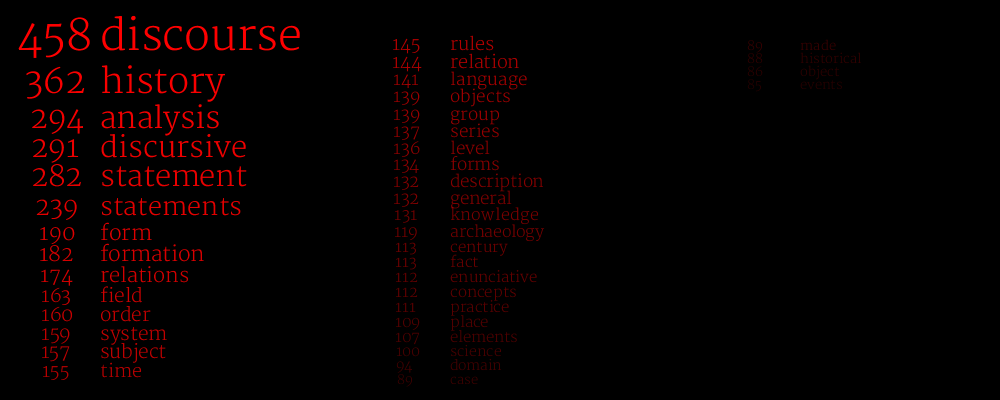 458 discourse
362 history
294 analysis
291 discursive
282 statement
239 statements
190 form
182 formation
174 relations
163 field
160 order
159 system
157 subject
155 time
145 rules
144 relation
141 language
139 objects
139 group
137 series
136 level
134 forms
132 description
132 general
131 knowledge
119 archaeology
113 century
113 fact
112 enunciative
112 concepts
111 practice
109 place
107 elements
100 science
94 domain
89 case
89 made
88 historical
86 object
85 events